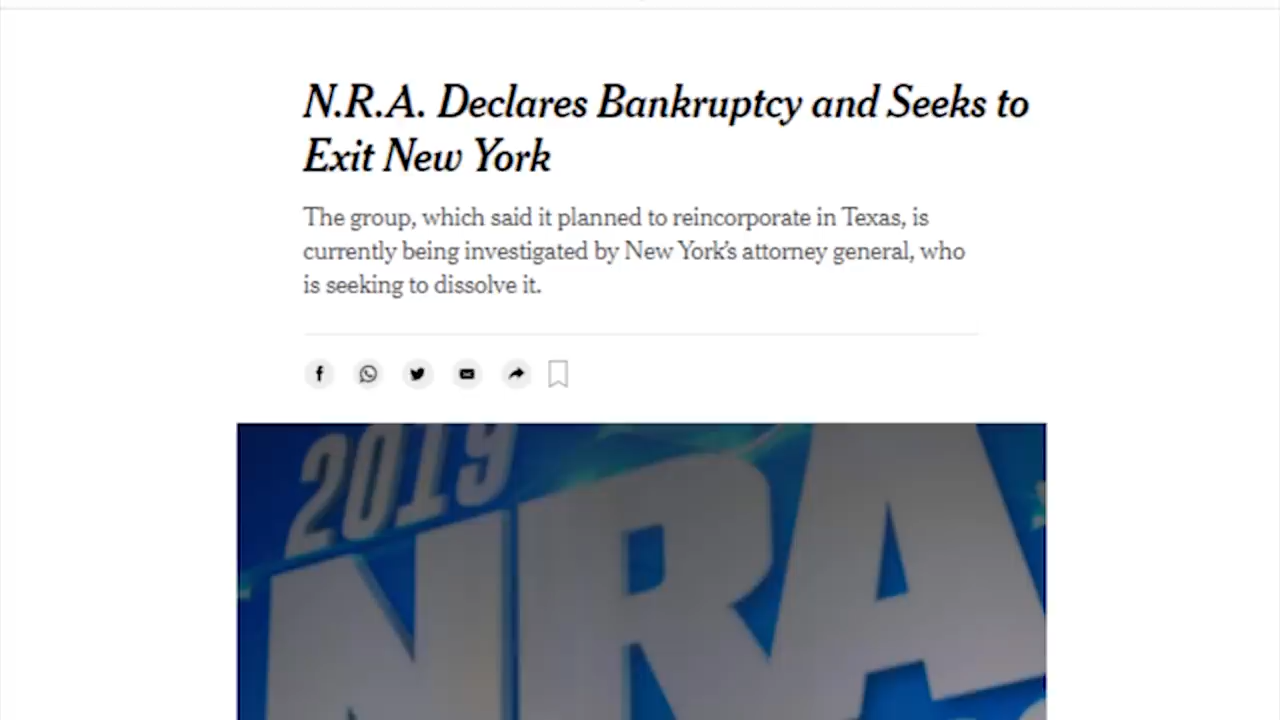 N.R.A. Declares Bankruptcy and Seeks to
Exit New York
The group, which said it planned to reincorporate in Texas, is
currently being investigated by New York's attorney general, who
is seeking to dissolve it.
2019
NRA